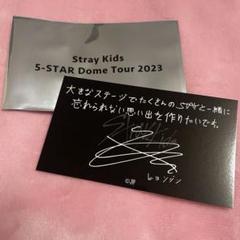 Stray Kids
5-STAR Dome Tour 2023
大きなステージでたくさんのSTAYと一緒に
忘れられない思い出を作りたいです。
ヒョンジン